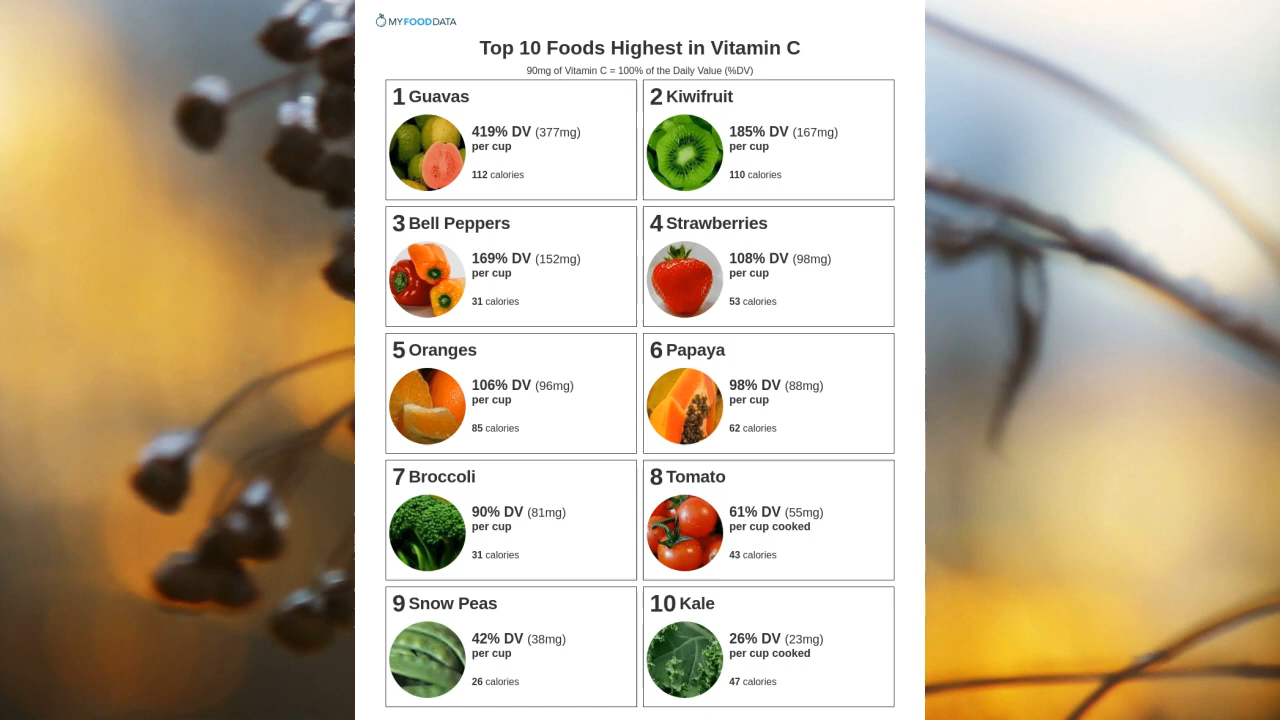 MYFOODDATA
Top 10 Foods Highest in Vitamin C
90mg of Vitamin C = 100% of the Daily Value (%DV)
1 Guavas
419% DV (377mg)
per cup
112 calories
2 Kiwifruit
185% DV (167mg)
per cup
110 calories
3 Bell Peppers
169% DV (152mg)
per cup
31 calories
4 Strawberries
108% DV (98mg)
per cup
53 calories
5 Oranges
106% DV (96mg)
per cup
85 calories
6 Papaya
98% DV (88mg)
per cup
62 calories
7 Broccoli
90% DV (81mg)
per cup
31 calories
8 Tomato
61% DV (55mg)
per cup cooked
43 calories
9 Snow Peas
42% DV (38mg)
per cup
26 calories
10 Kale
26% DV (23mg)
per cup cooked
47 calories